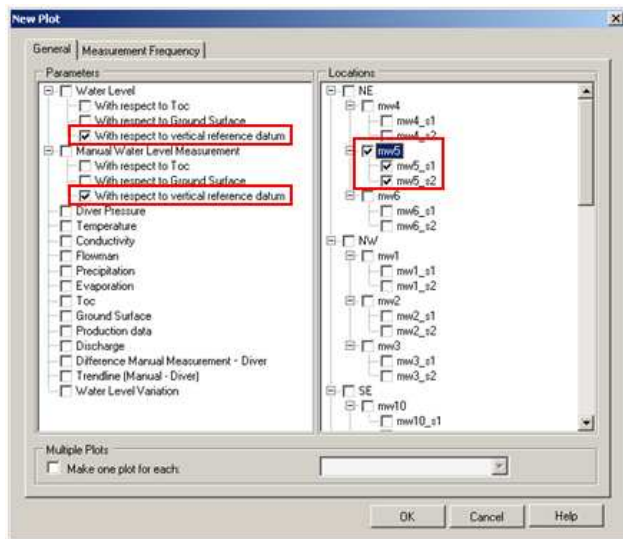 New Plot
General
Measurement Frequency
Parameters
Water Level
With respect to Toc
With respect to Ground Surface
With respect to vertical reference datum
Manual Water Level Measurement
With respect to Toc
With respect to Ground Surface
With respect to vertical reference datum
Diver Pressure
Temperature
Conductivity
Flowman
Precipitation
Evaporation
Toc
Ground Surface
Production data
Discharge
Difference Manual Measurement - Diver
Trendline (Manual - Diver)
Water Level Variation
Locations
NE
mw4
mw4_s1
mw4_s2
mw5
mw5_s1
mw5_s2
mw6
mw6_s1
mw6_s2
NW
mw1
mw1_s1
mw1_s2
mw2
mw2_s1
mw2_s2
mw3
mw3_s1
mw3_s2
SE
mw10
mw10_s1
Multiple Plots
Make one plot for each:
OK
Cancel
Help